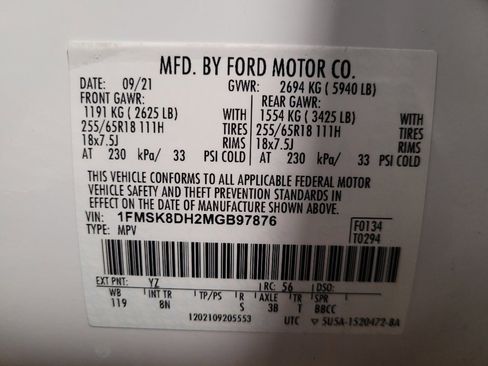 MFD. BY FORD MOTOR CO.
DATE: 09/21 GVWR: 2694 KG ( 5940 LB)
FRONT GAWR: REAR GAWR:
1191 KG ( 2625 LB) WITH 1554 KG ( 3425 LB) WITH
255/65R18 111H TIRES 255/65R18 111H TIRES
18x7.5J RIMS 18x7.5J RIMS
AT 230 kPa/ 33 PSI COLD AT 230 kPa/ 33 PSI COLD
THIS VEHICLE CONFORMS TO ALL APPLICABLE FEDERAL MOTOR
VEHICLE SAFETY AND THEFT PREVENTION STANDARDS IN
EFFECT ON THE DATE OF MANUFACTURE SHOWN ABOVE.
VIN: 1FMSK8DH2MGB97876 F0134
TYPE: MPV T0294
EXT PNT: YZ RC: 56 DSO:
WB INT TR TP/PS R AXLE TR SPR
119 8N S 3B T BBCC
1202109205553 UTC ▽ 5U5A-1520472-BA